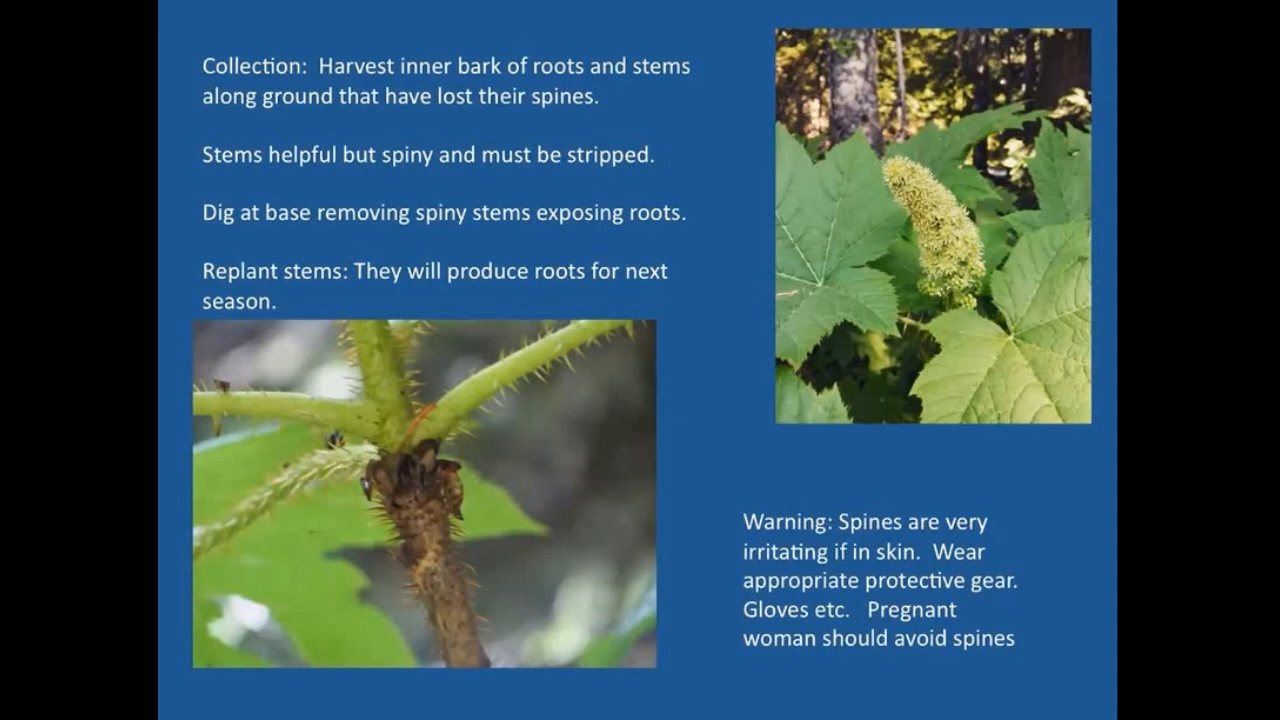 Collection:  Harvest inner bark of roots and stems
along ground that have lost their spines.
Stems helpful but spiny and must be stripped.
Dig at base removing spiny stems exposing roots.
Replant stems: They will produce roots for next
season.
Warning: Spines are very
irritating if in skin.  Wear
appropriate protective gear.
Gloves etc.   Pregnant
woman should avoid spines